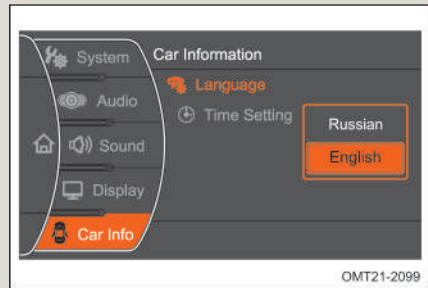 System
Audio
Sound
Display
Car Info
Car Information
Language
Time Setting
Russian
English
OMT21-2099